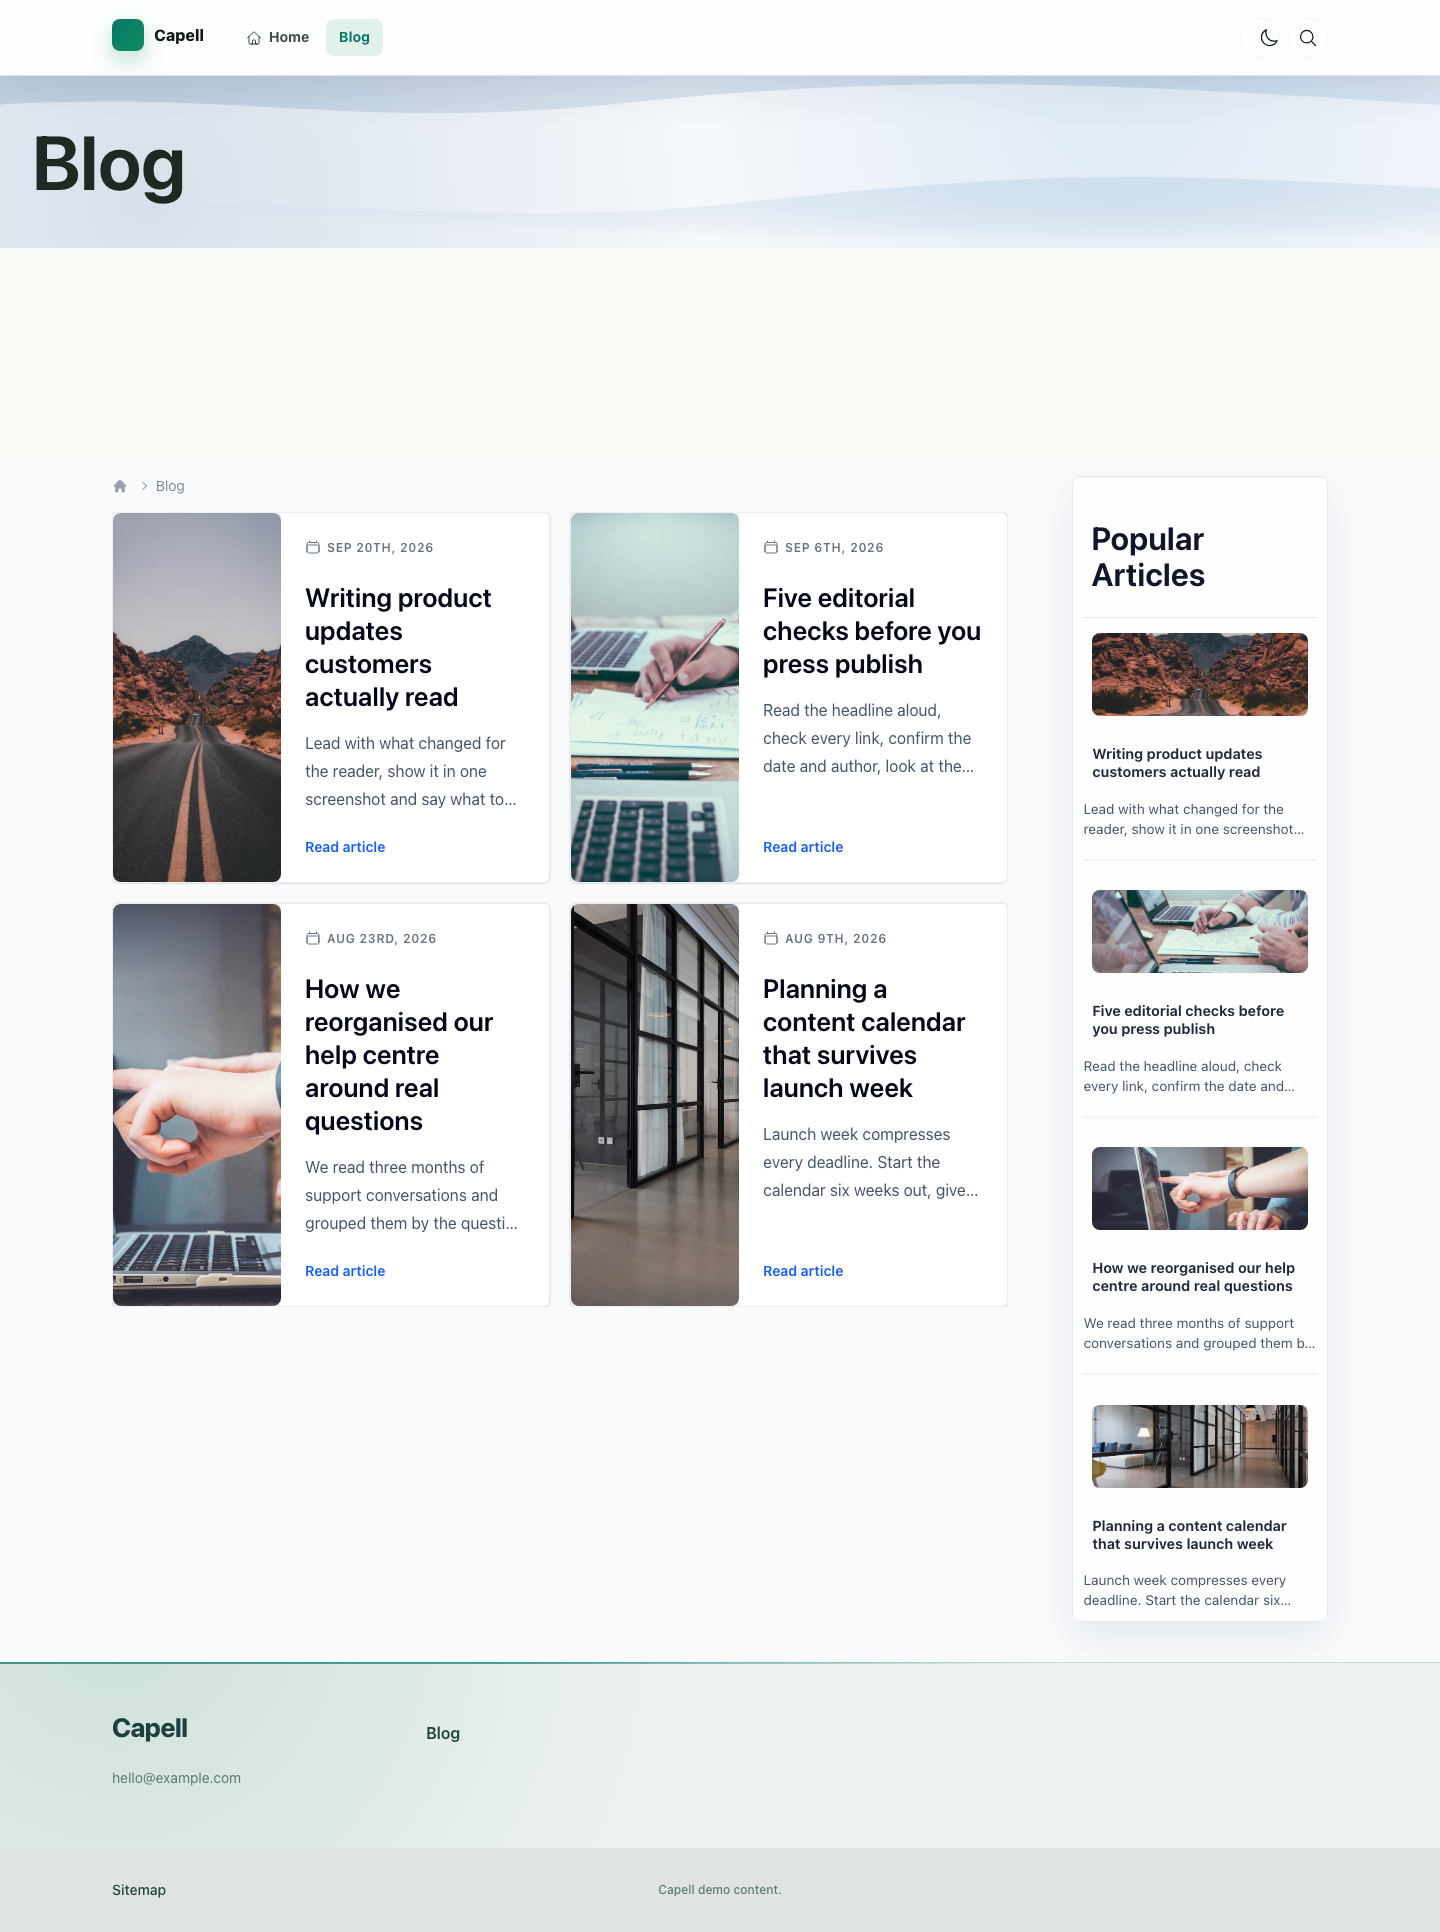 Capell
Home
Blog
Blog
Blog
SEP 20TH, 2026
Writing product
updates
customers
actually read
Lead with what changed for
the reader, show it in one
screenshot and say what to...
Read article
SEP 6TH, 2026
Five editorial
checks before you
press publish
Read the headline aloud,
check every link, confirm the
date and author, look at the...
Read article
AUG 23RD, 2026
How we
reorganised our
help centre
around real
questions
We read three months of
support conversations and
grouped them by the questi...
Read article
AUG 9TH, 2026
Planning a
content calendar
that survives
launch week
Launch week compresses
every deadline. Start the
calendar six weeks out, give...
Read article
Popular
Articles
Writing product updates
customers actually read
Lead with what changed for the
reader, show it in one screenshot...
Five editorial checks before
you press publish
Read the headline aloud, check
every link, confirm the date and...
How we reorganised our help
centre around real questions
We read three months of support
conversations and grouped them b...
Planning a content calendar
that survives launch week
Launch week compresses every
deadline. Start the calendar six...
Capell
hello@example.com
Blog
Sitemap
Capell demo content.